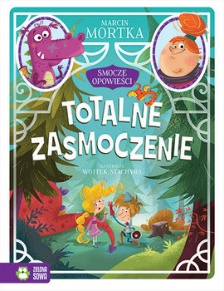 MARCIN
MORTKA
SMOCZE
OPOWIEŚCI
TOTALNE
ZASMOCZENIE
WOJTEK STACHYRA
ZIELONA
SOWA